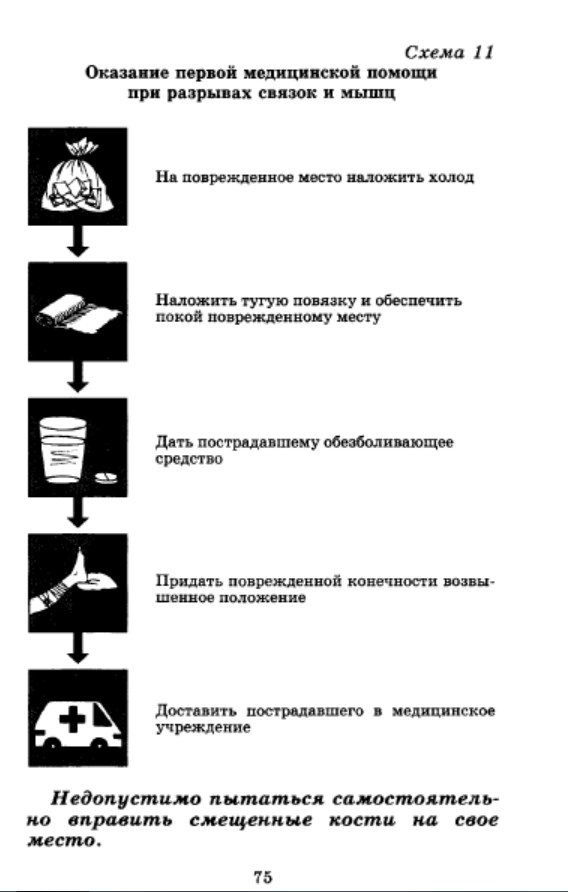 Схема 11
Оказание первой медицинской помощи
при разрывах связок и мышц
На поврежденное место наложить холод
Наложить тугую повязку и обеспечить
покой поврежденному месту
Дать пострадавшему обезболивающее
средство
Придать поврежденной конечности возвы-
шенное положение
Доставить пострадавшего в медицинское
учреждение
Недопустимо пытаться самостоятель-
но вправить смещенные кости на свое
место.
75